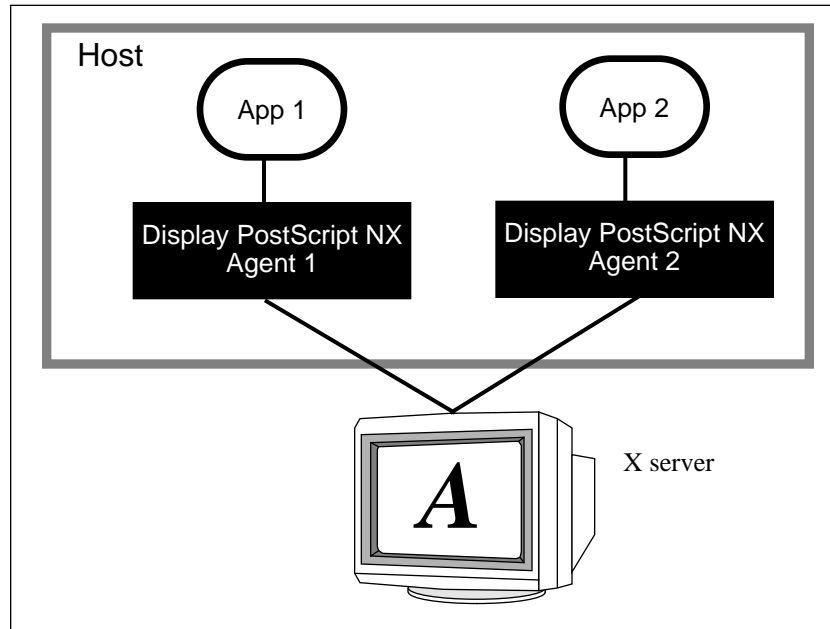 Host
App 1
App 2
Display PostScript NX
Agent 1
Display PostScript NX
Agent 2
X server
A